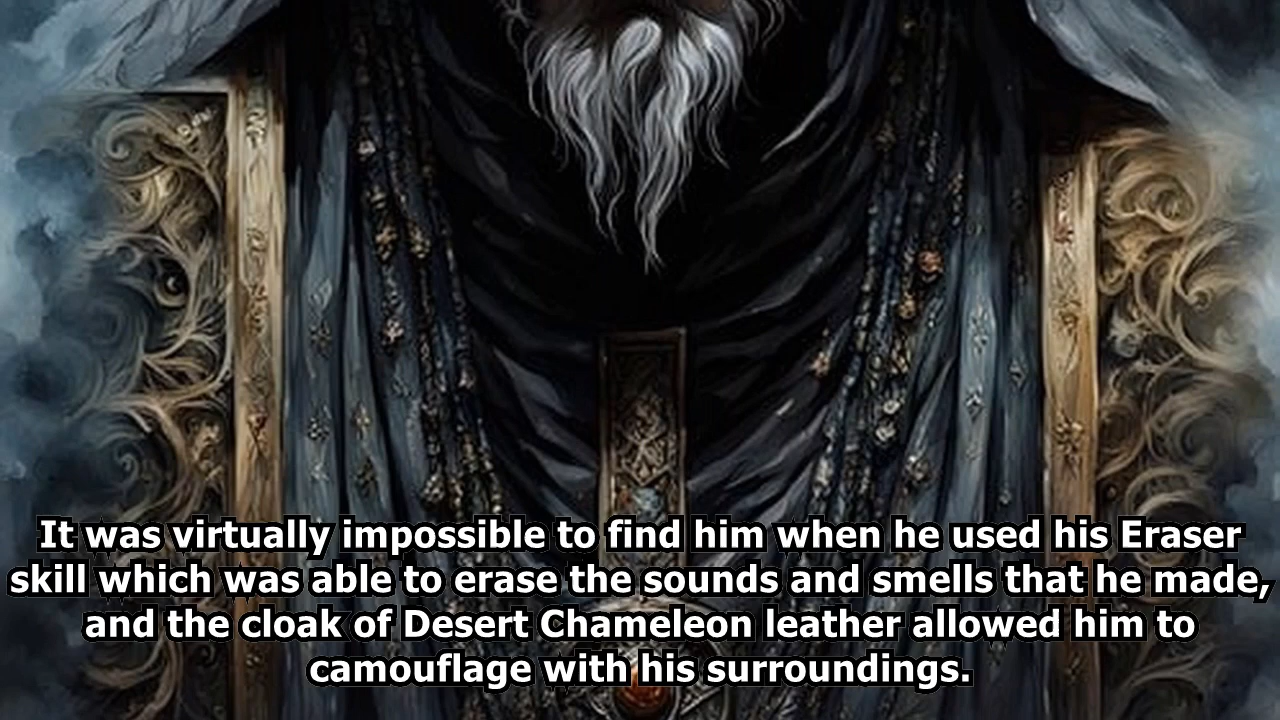 It was virtually impossible to find him when he used his Eraser
skill which was able to erase the sounds and smells that he made,
and the cloak of Desert Chameleon leather allowed him to
camouflage with his surroundings.